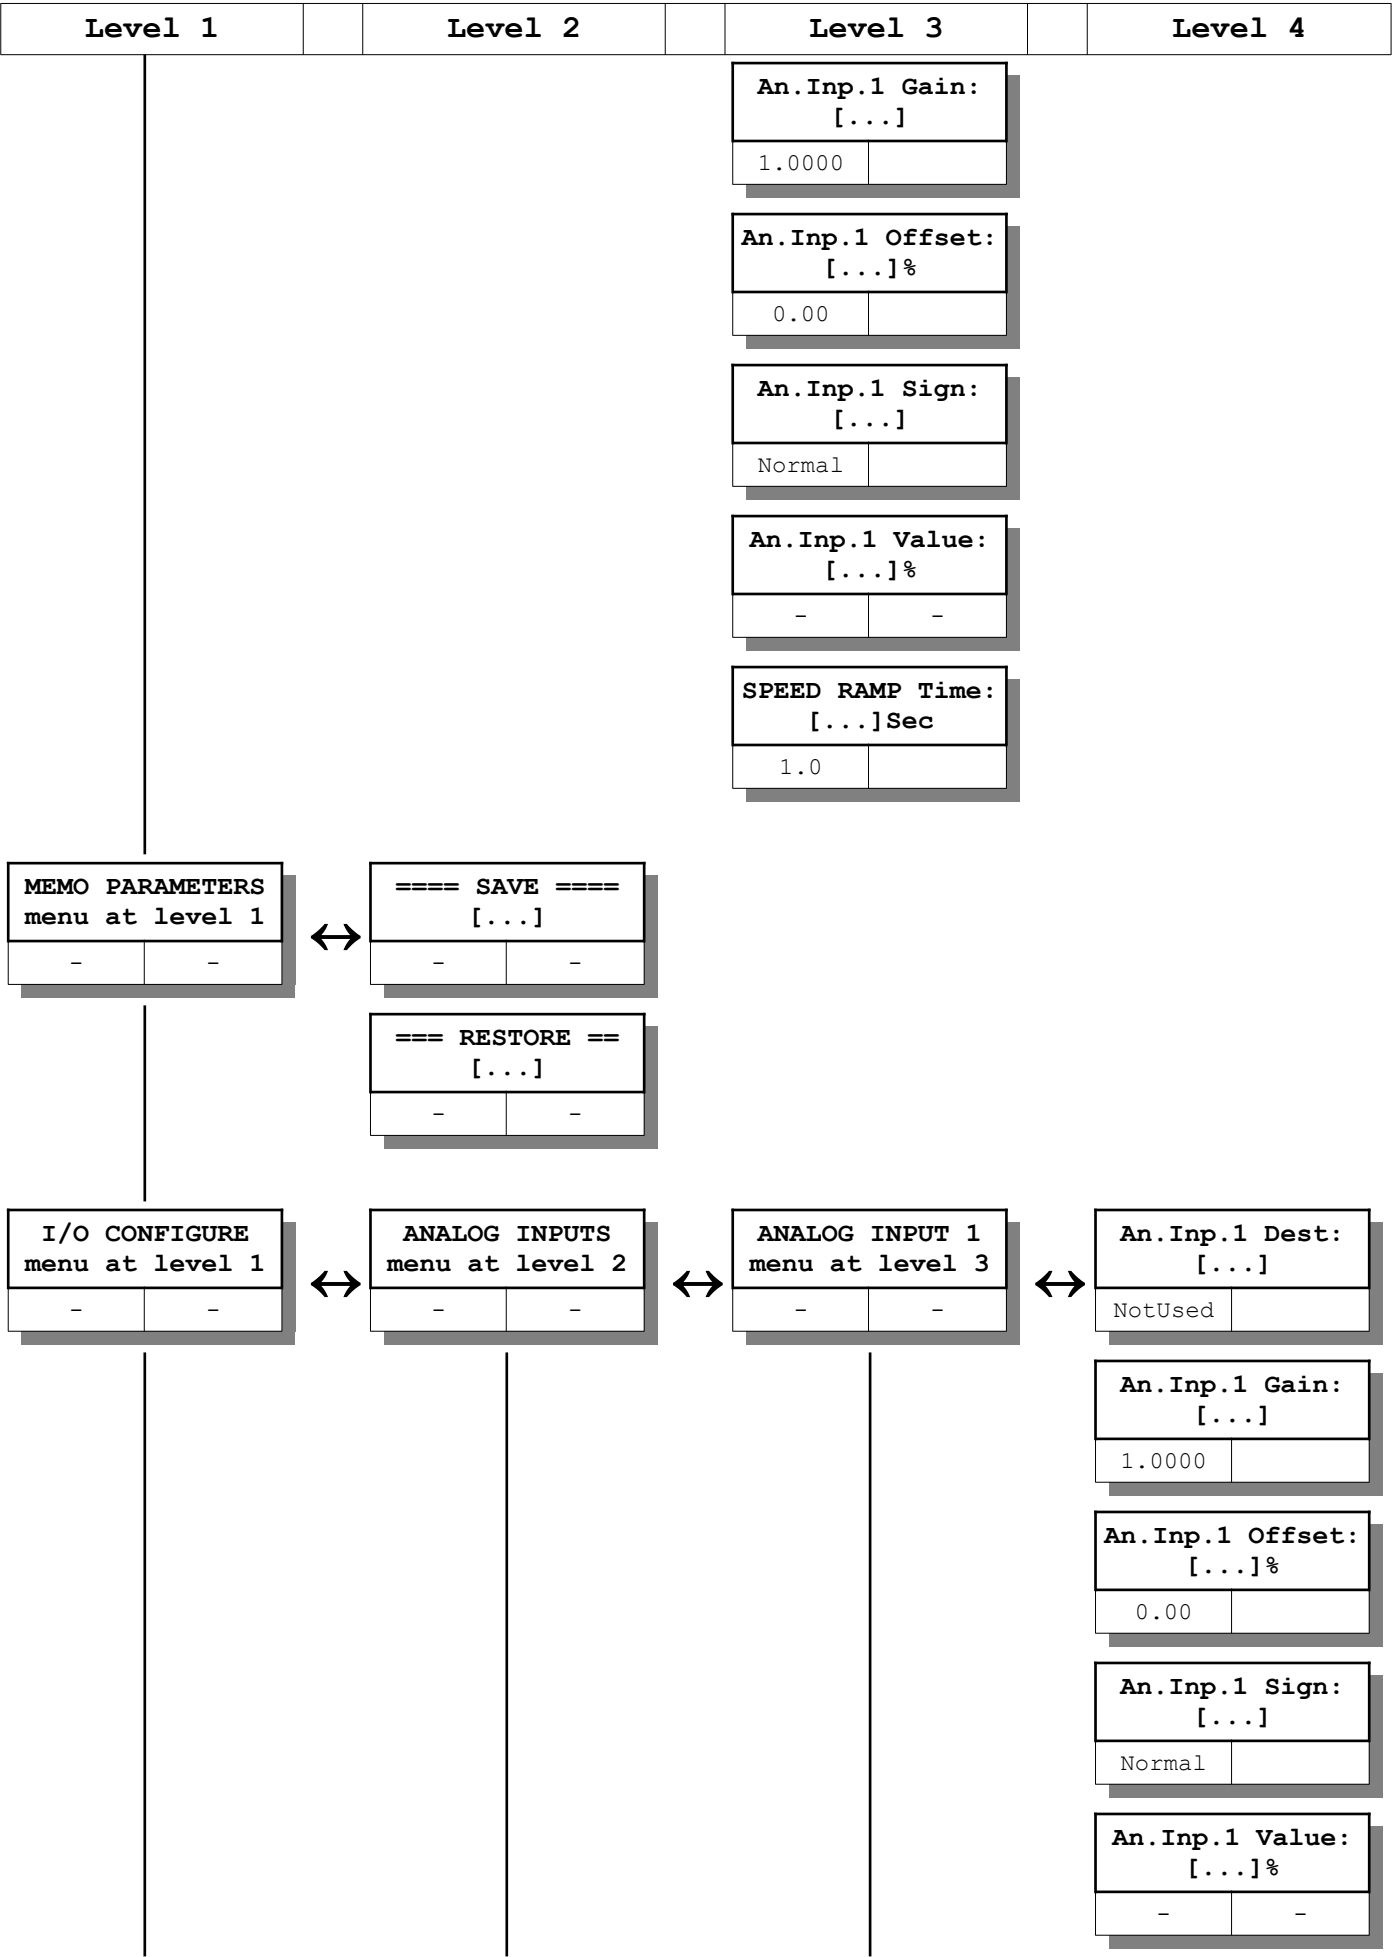 Level 1 Level 2 Level 3 Level 4
An.Inp.1 Gain:
[...]
1.0000
An.Inp.1 Offset:
[...]%
0.00
An.Inp.1 Sign:
[...]
Normal
An.Inp.1 Value:
[...]%
- -
SPEED RAMP Time:
[...]Sec
1.0
MEMO PARAMETERS
menu at level 1
- -
==== SAVE ====
[...]
- -
=== RESTORE ==
[...]
- -
I/O CONFIGURE
menu at level 1
- -
ANALOG INPUTS
menu at level 2
- -
ANALOG INPUT 1
menu at level 3
- -
An.Inp.1 Dest:
[...]
NotUsed
An.Inp.1 Gain:
[...]
1.0000
An.Inp.1 Offset:
[...]%
0.00
An.Inp.1 Sign:
[...]
Normal
An.Inp.1 Value:
[...]%
- -